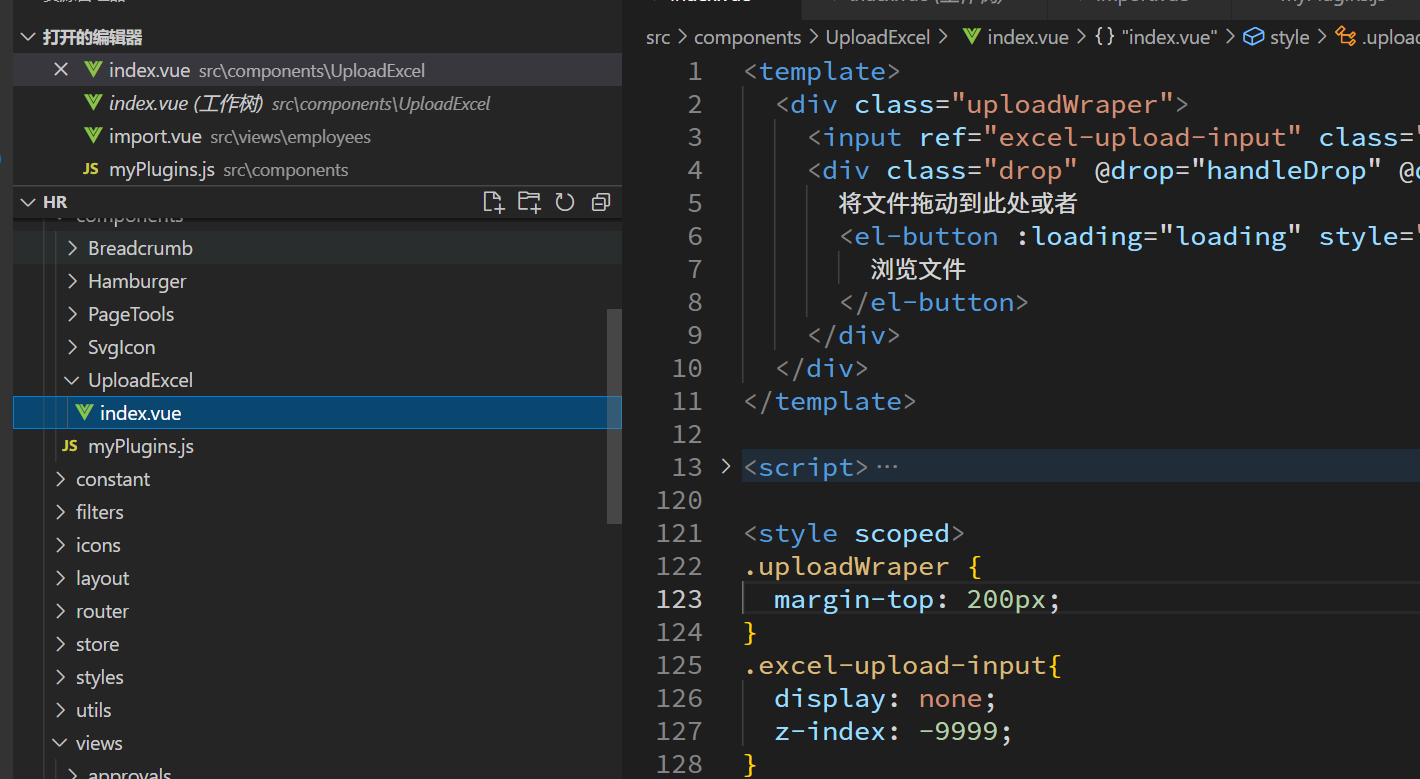 打开的编辑器
index.vue src\components\UploadExcel
index.vue (工作树) src\components\UploadExcel
import.vue src\views\employees
JS myPlugins.js src\components
HR
components
Breadcrumb
Hamburger
PageTools
SvgIcon
UploadExcel
index.vue
JS myPlugins.js
constant
filters
icons
layout
router
store
styles
utils
views
approvals
src > components > UploadExcel > index.vue > {} "index.vue" > style > .upload
1 <template>
2 <div class="uploadWraper">
3 <input ref="excel-upload-input" class="
4 <div class="drop" @drop="handleDrop" @
5 将文件拖动到此处或者
6 <el-button :loading="loading" style="
7 浏览文件
8 </el-button>
9 </div>
10 </div>
11 </template>
12
13 <script>…
120
121 <style scoped>
122 .uploadWraper {
123 margin-top: 200px;
124 }
125 .excel-upload-input{
126 display: none;
127 z-index: -9999;
128 }